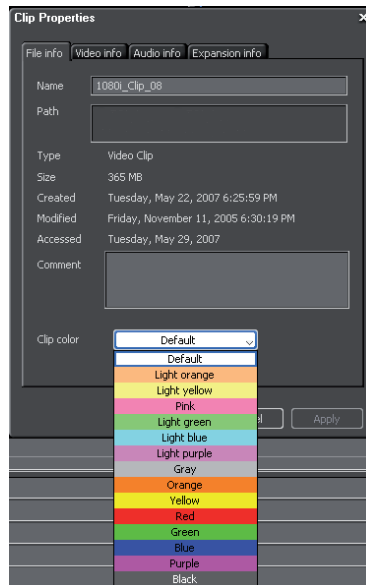 Clip Properties x
File info Video info Audio info Expansion info
Name 1080i_Clip_08
Path
Type Video Clip
Size 365 MB
Created Tuesday, May 22, 2007 6:25:59 PM
Modified Friday, November 11, 2005 6:30:19 PM
Accessed Tuesday, May 29, 2007
Comment
Clip color Default
Default
Light orange
Light yellow
Pink
Light green
Light blue
Apply
Light purple
Gray
Orange
Yellow
Red
Green
Blue
Purple
Black